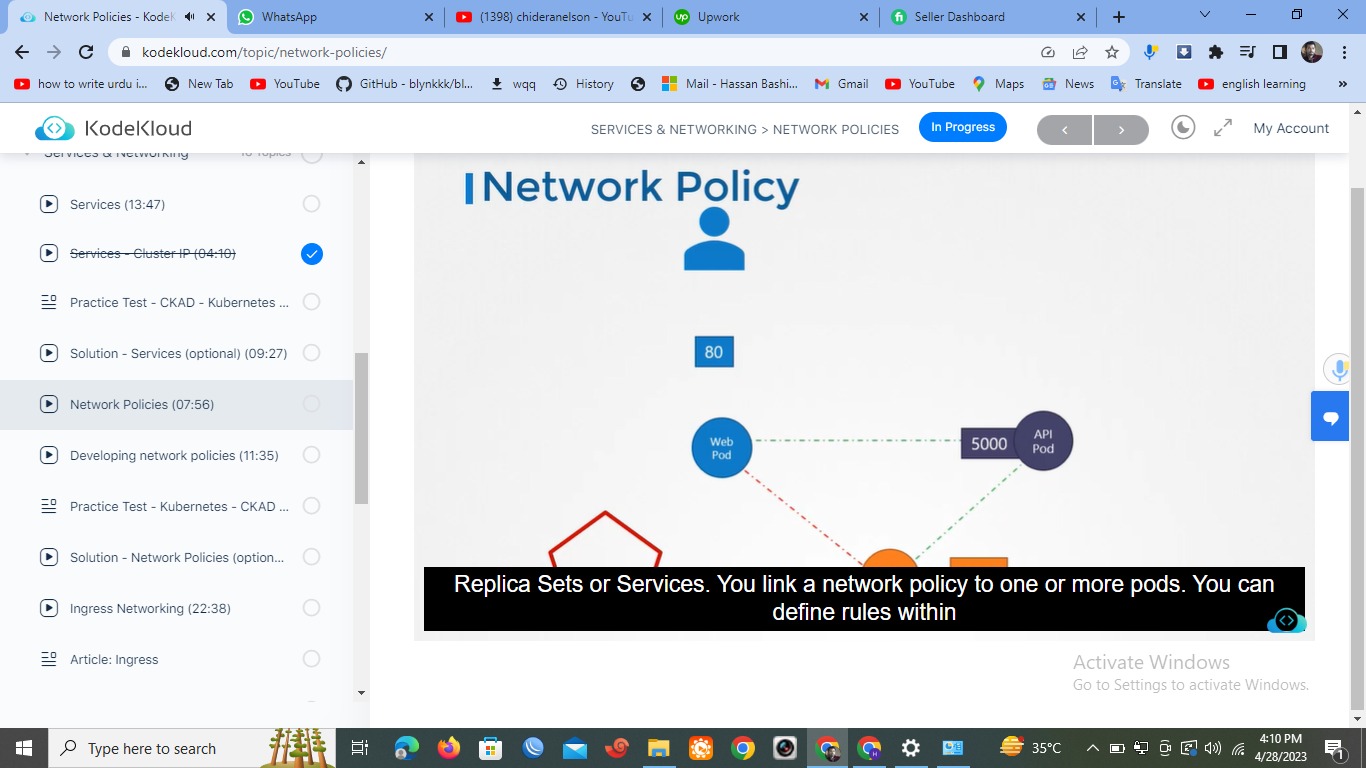 Network Policies - KodeK
WhatsApp
(1398) chideranelson - YouTu
Upwork
Seller Dashboard
kodekloud.com/topic/network-policies/
how to write urdu i...
New Tab
YouTube
GitHub - blynkkk/bl...
wqq
History
Mail - Hassan Bashi...
Gmail
YouTube
Maps
News
Translate
english learning
KodeKloud
SERVICES & NETWORKING > NETWORK POLICIES
In Progress
My Account
Services & Networking
Topics
Services (13:47)
Services - Cluster IP (04:10)
Practice Test - CKAD - Kubernetes ...
Solution - Services (optional) (09:27)
Network Policies (07:56)
Developing network policies (11:35)
Practice Test - Kubernetes - CKAD ...
Solution - Network Policies (option...
Ingress Networking (22:38)
Article: Ingress
Network Policy
80
Web
Pod
5000
API
Pod
Replica Sets or Services. You link a network policy to one or more pods. You can
define rules within
Activate Windows
Go to Settings to activate Windows.
Type here to search
35°C
4:10 PM
4/28/2023
1